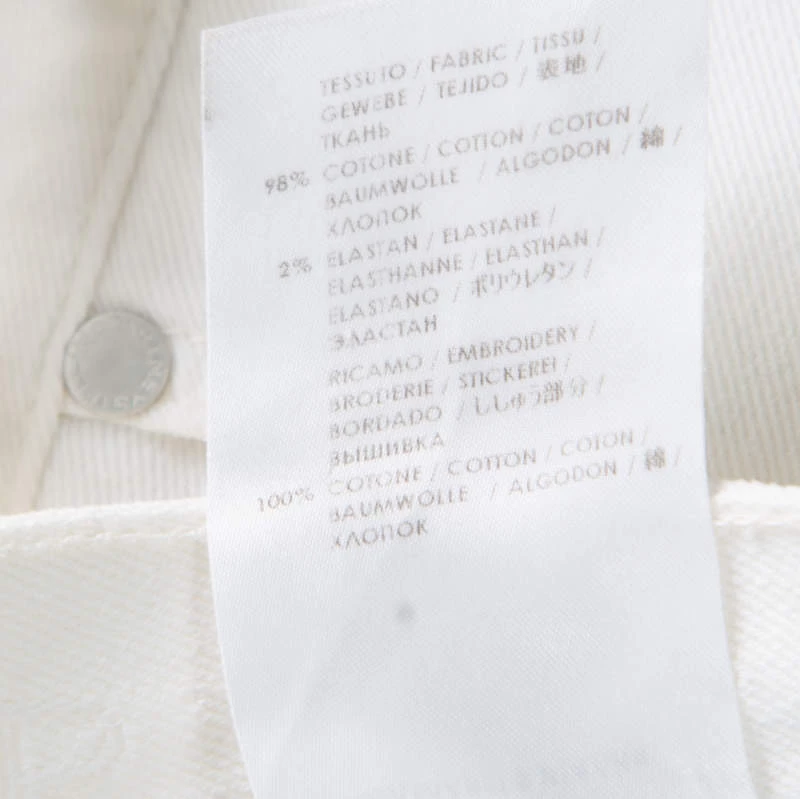 TESSUTO / FABRIC / TISSU /
GEWEBE / TEJIDO / 表地 /
ТКАНЬ
98% COTONE / COTTON / COTON /
BAUMWOLLE / ALGODON / 綿 /
ХЛОПОК
2% ELASTAN / ELASTANE /
ELASTHANNE / ELASTHAN /
ELASTANO / ポリウレタン /
ЭЛАСТАН
RICAMO / EMBROIDERY /
BRODERIE / STICKEREI /
BORDADO / ししゅう部分 /
ВЫШИВКА
100% COTONE / COTTON / COTON /
BAUMWOLLE / ALGODON / 綿 /
ХЛОПОК